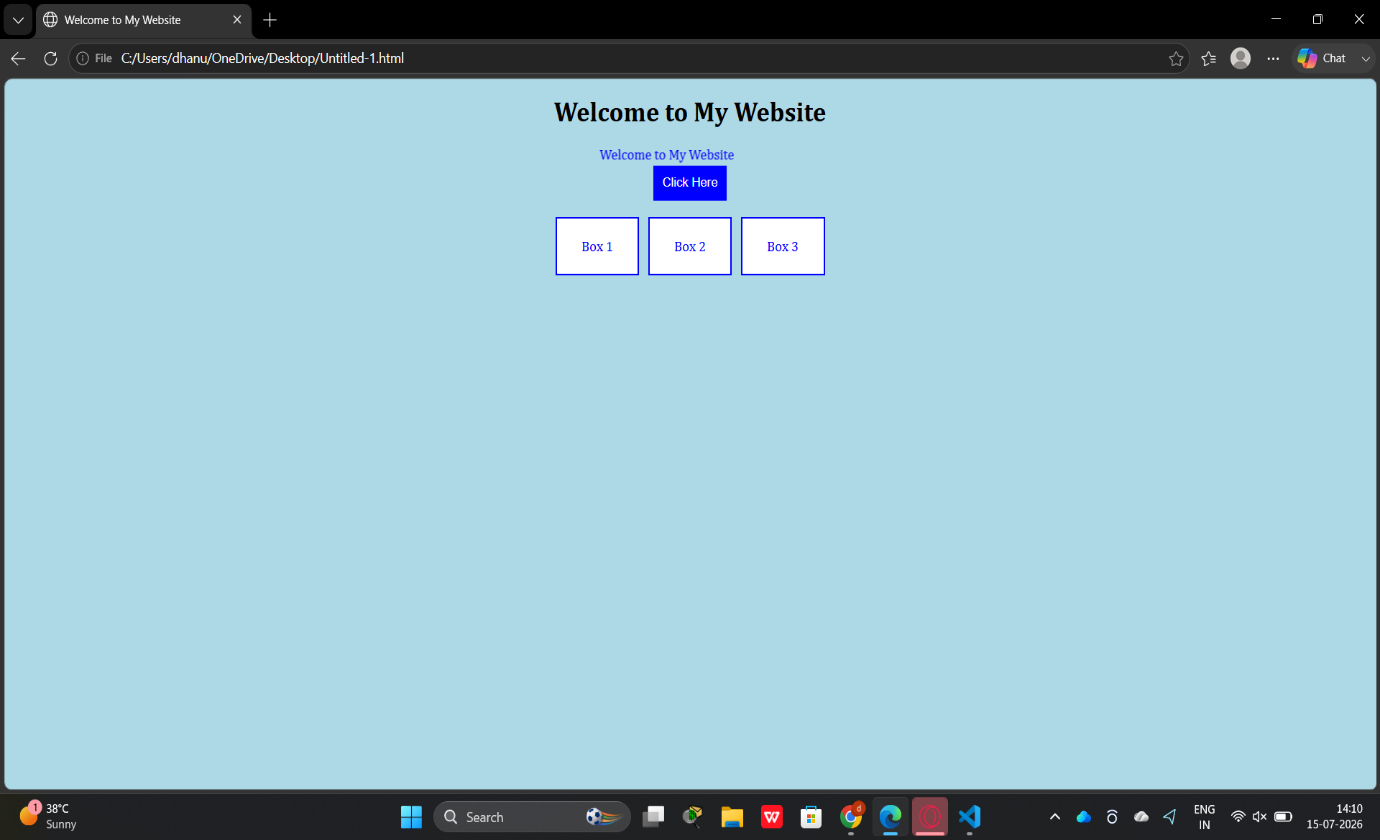 Welcome to My Website
File C:/Users/dhanu/OneDrive/Desktop/Untitled-1.html
Chat
Welcome to My Website
Welcome to My Website
Click Here
Box 1 Box 2 Box 3
1 38°C
Sunny
Search
W
d
ENG
IN
14:10
15-07-2026